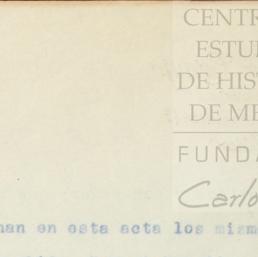 CENTR
ESTU
DE HIS
DE ME
FUNDA
Carlo
man en esta acta los mism